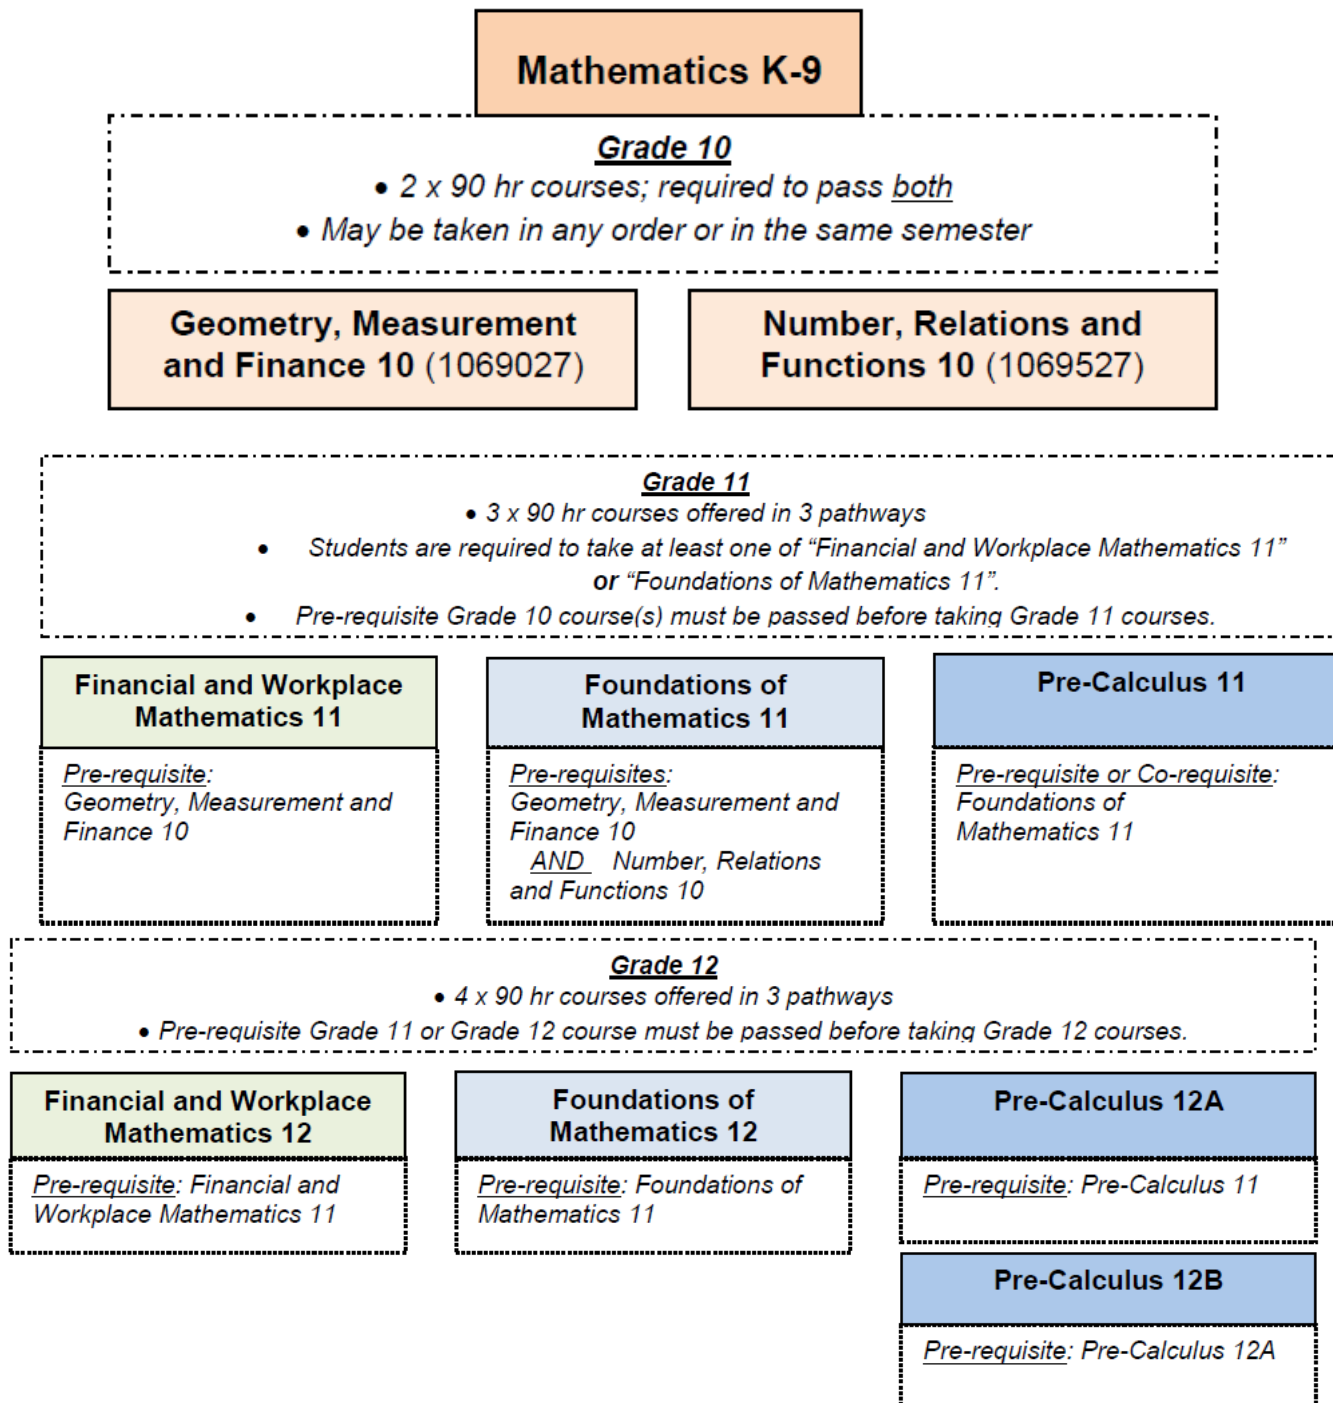 Mathematics K-9
Grade 10
• 2 x 90 hr courses; required to pass both
• May be taken in any order or in the same semester
Geometry, Measurement
and Finance 10 (1069027)
Number, Relations and
Functions 10 (1069527)
Grade 11
• 3 x 90 hr courses offered in 3 pathways
• Students are required to take at least one of “Financial and Workplace Mathematics 11”
or “Foundations of Mathematics 11”.
• Pre-requisite Grade 10 course(s) must be passed before taking Grade 11 courses.
Financial and Workplace
Mathematics 11
Pre-requisite:
Geometry, Measurement and
Finance 10
Foundations of
Mathematics 11
Pre-requisites:
Geometry, Measurement and
Finance 10
AND Number, Relations
and Functions 10
Pre-Calculus 11
Pre-requisite or Co-requisite:
Foundations of
Mathematics 11
Grade 12
• 4 x 90 hr courses offered in 3 pathways
• Pre-requisite Grade 11 or Grade 12 course must be passed before taking Grade 12 courses.
Financial and Workplace
Mathematics 12
Pre-requisite: Financial and
Workplace Mathematics 11
Foundations of
Mathematics 12
Pre-requisite: Foundations of
Mathematics 11
Pre-Calculus 12A
Pre-requisite: Pre-Calculus 11
Pre-Calculus 12B
Pre-requisite: Pre-Calculus 12A